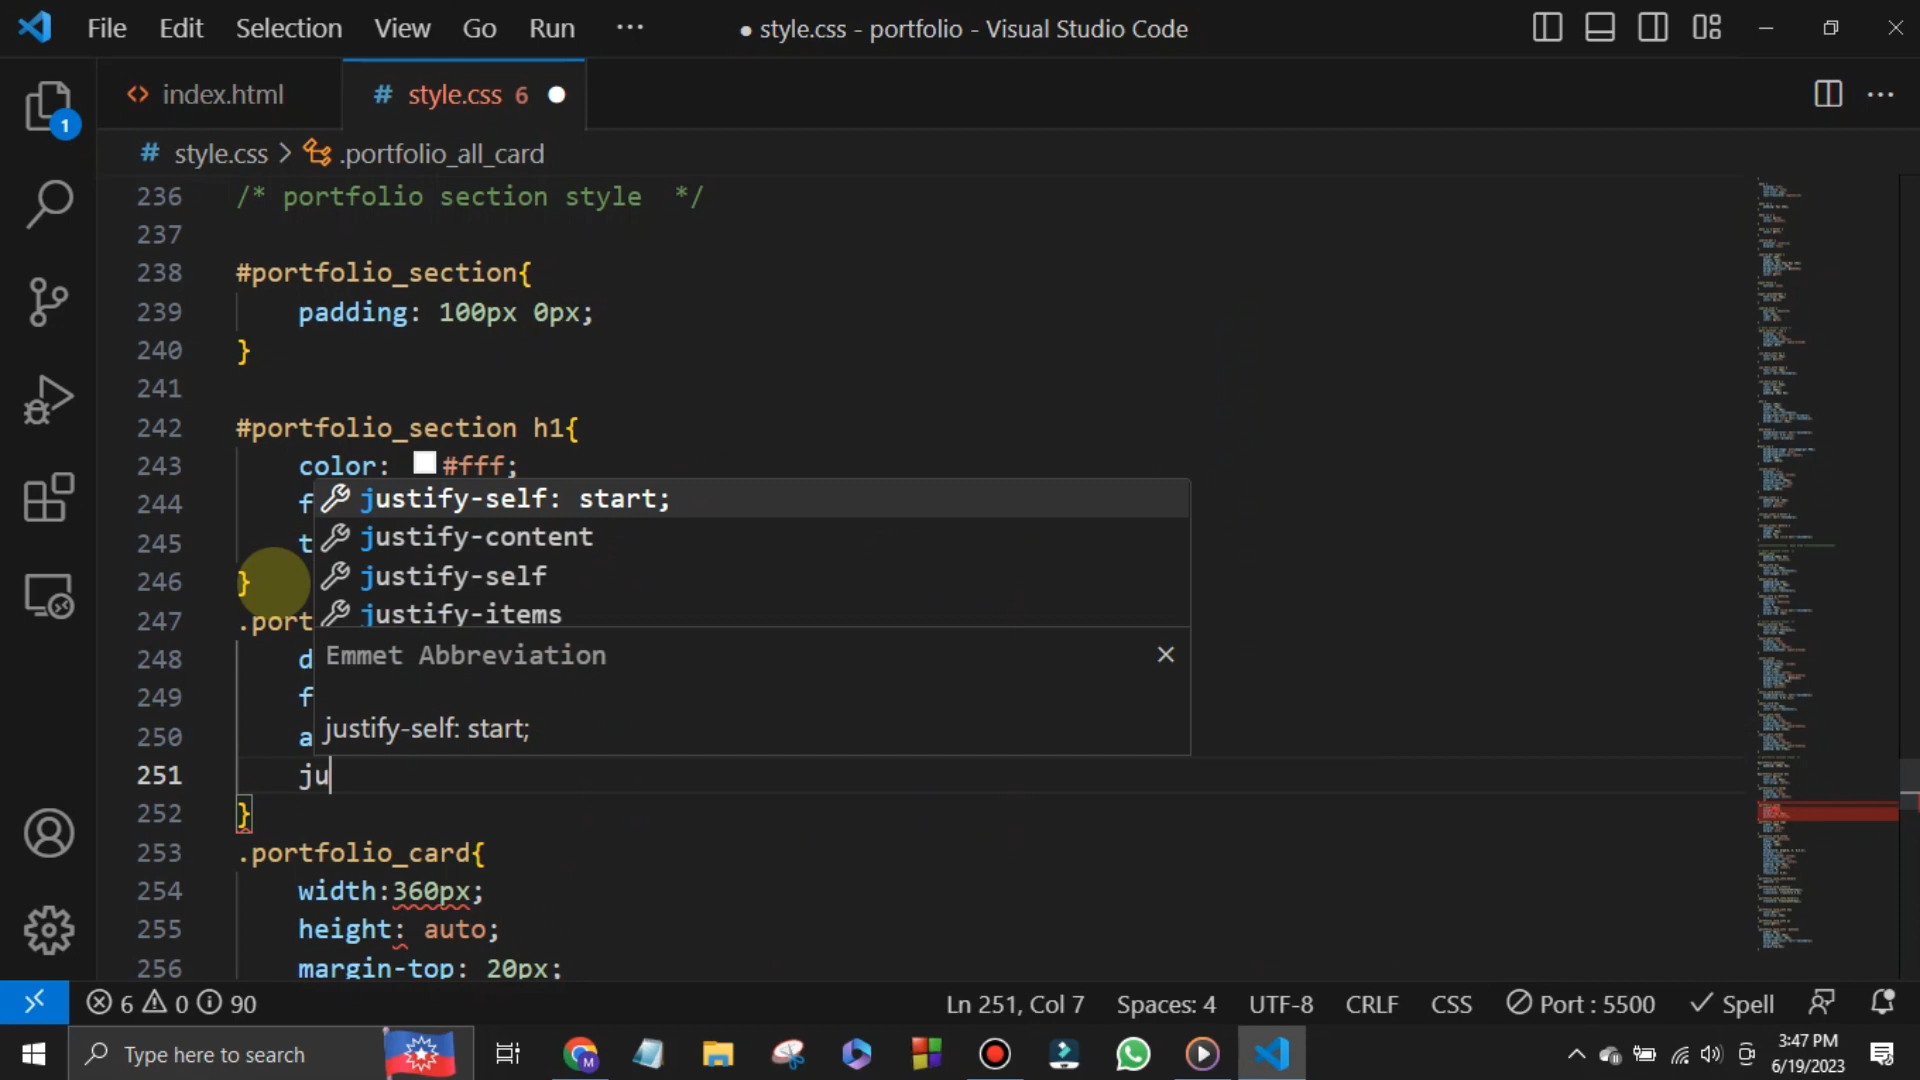 File Edit Selection View Go Run ··· ● style.css - portfolio - Visual Studio Code
<> index.html # style.css 6 ●
# style.css > .portfolio_all_card
1
236 /* portfolio section style */
237
238 #portfolio_section{
239 padding: 100px 0px;
240 }
241
242 #portfolio_section h1{
243 color: #fff;
244 f
245 t
246 }
247 .port
248 d
249 f
250 a
251 ju
252 }
253 .portfolio_card{
254 width:360px;
255 height: auto;
256 margin-top: 20px;
justify-self: start;
justify-content
justify-self
justify-items
Emmet Abbreviation
justify-self: start;
6 0 90 Ln 251, Col 7 Spaces: 4 UTF-8 CRLF CSS Port : 5500 Spell
Type here to search
3:47 PM
6/19/2023